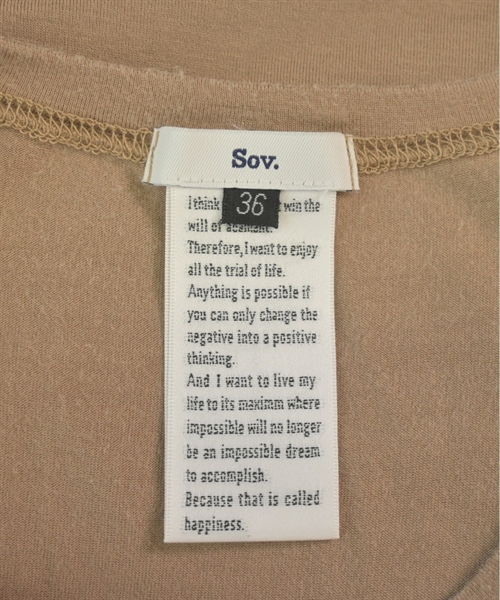 Sov.
36
I think win the
will of
Therefore, I want to enjoy
all the trial of life.
Anything is possible if
you can only change the
negative into a positive
thinking.
And I want to live my
life to its maximm where
impossible will no longer
be an impossible dream
to accomplish.
Because that is called
happiness.